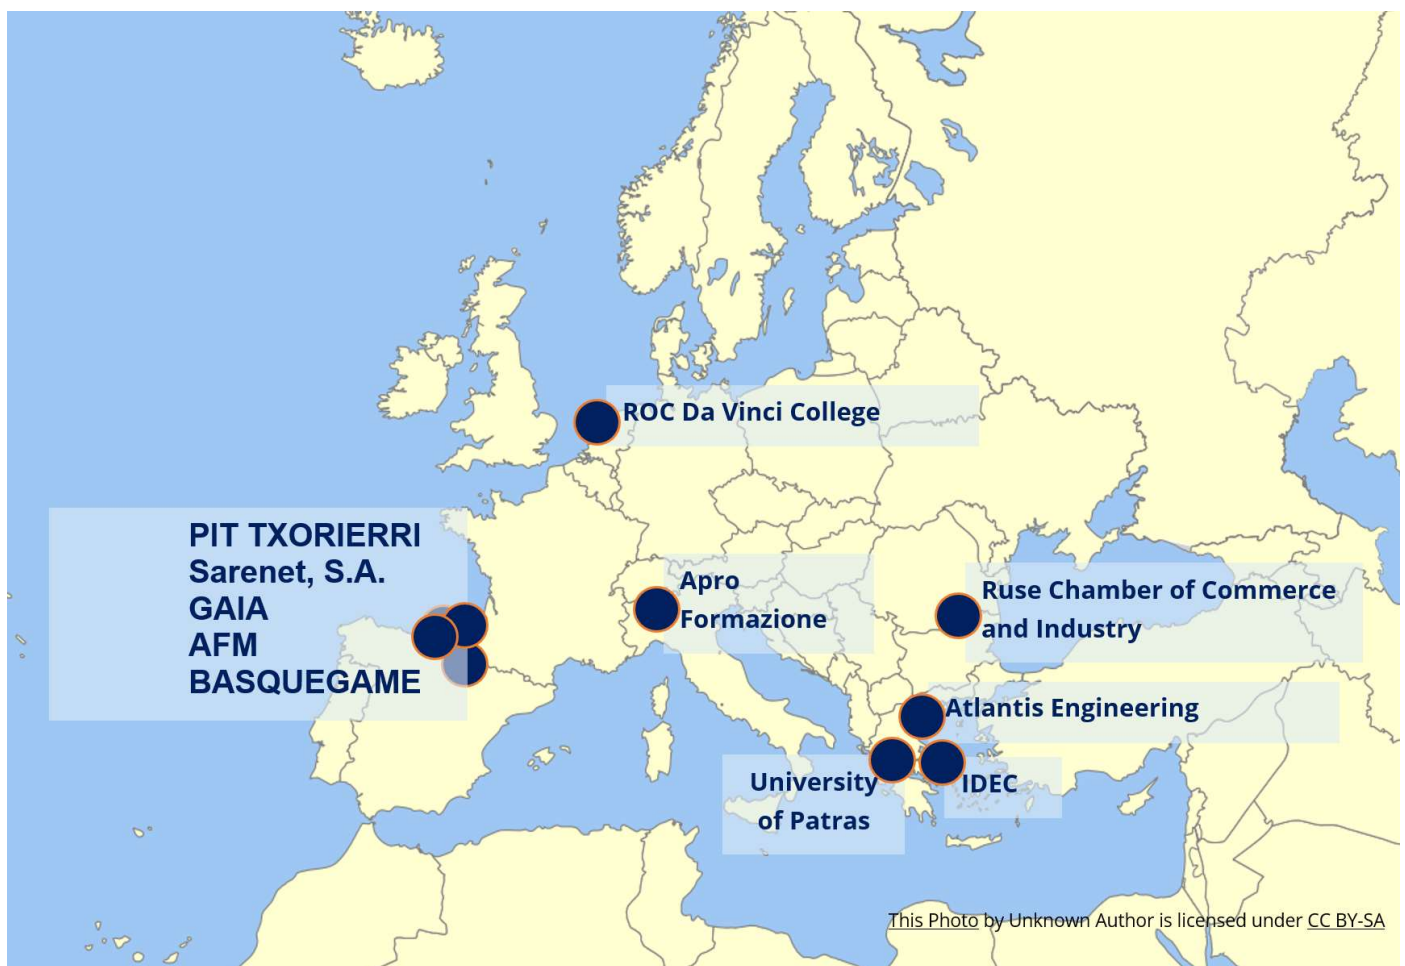 ROC Da Vinci College
PIT TXORIERRI
Sarenet, S.A.
GAIA
AFM
BASQUEGAME
Apro
Formazione
Ruse Chamber of Commerce
and Industry
Atlantis Engineering
University
of Patras
IDEC
This Photo by Unknown Author is licensed under CC BY-SA